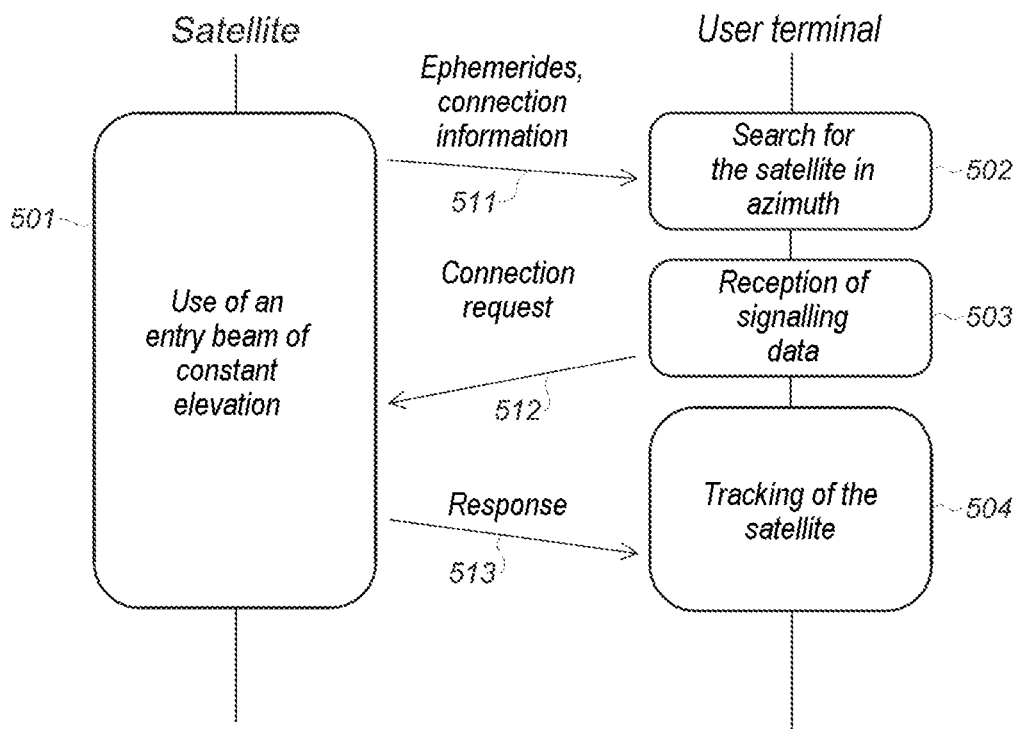 Satellite
User terminal
Ephemerides,
connection
information
511
Search for
the satellite in
azimuth
502
501
Use of an
entry beam of
constant
elevation
Connection
request
512
Reception of
signalling
data
503
Response
513
Tracking of the
satellite
504